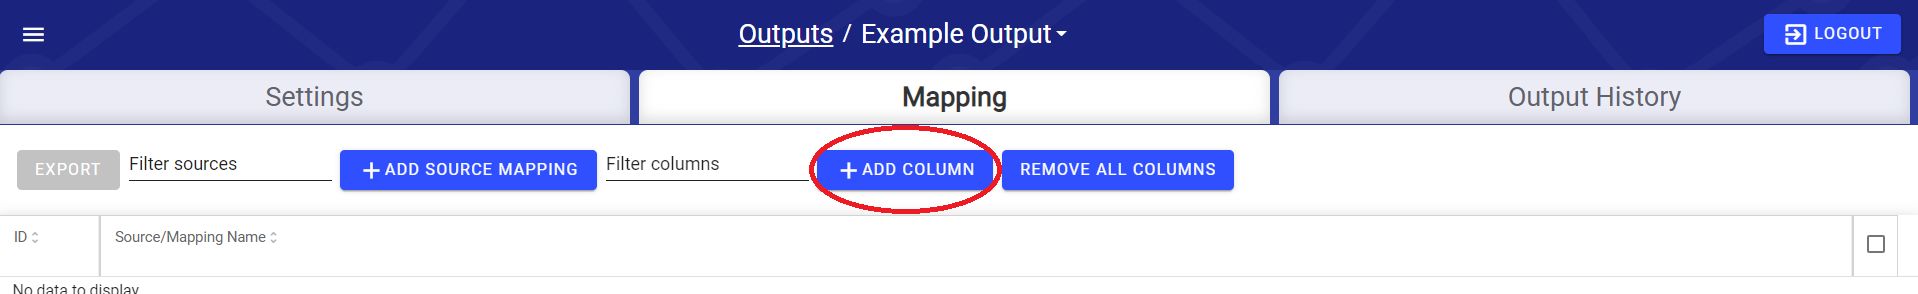 Outputs / Example Output
LOGOUT
Settings
Mapping
Output History
EXPORT
Filter sources
ADD SOURCE MAPPING
Filter columns
ADD COLUMN
REMOVE ALL COLUMNS
ID
Source/Mapping Name
No data to display